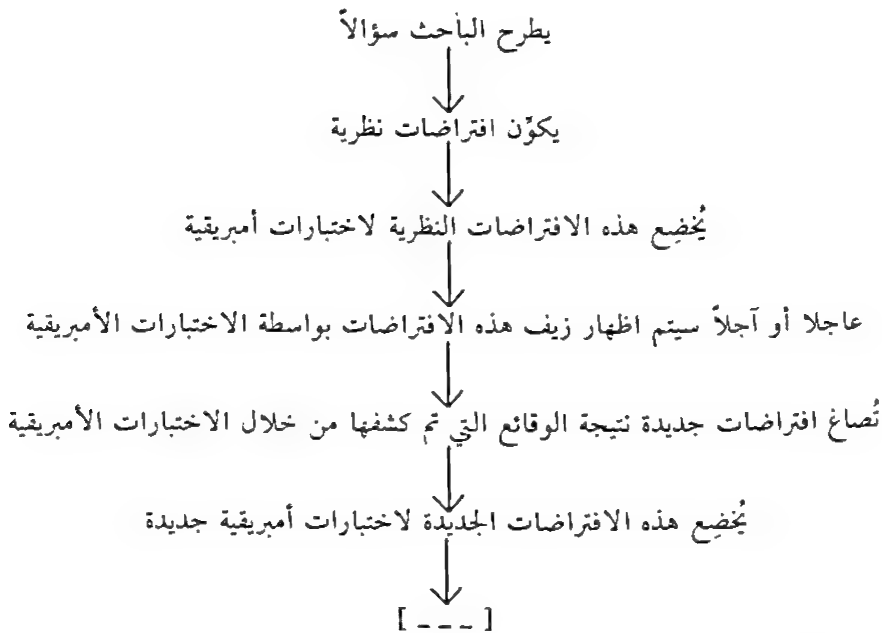 يطرح الباحث سؤالاً
يكوِّن افتراضات نظرية
يُخضِع هذه الافتراضات النظرية لاختبارات أمبريقية
عاجلا أو آجلاً سيتم اظهار زيف هذه الافتراضات بواسطة الاختبارات الأمبريقية
تُصاغ افتراضات جديدة نتيجة الوقائع التي تم كشفها من خلال الاختبارات الأمبريقية
يُخضِع هذه الافتراضات الجديدة لاختبارات أمبريقية جديدة
[ - - - ]